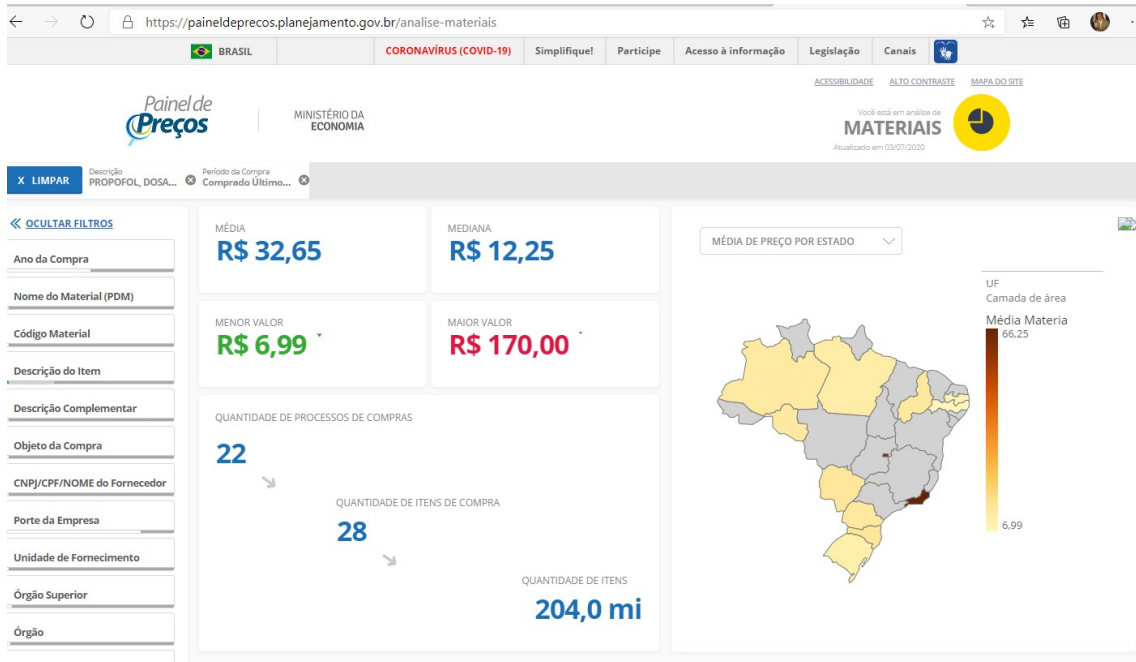 https://paineldeprecos.planejamento.gov.br/analise-materiais
BRASIL CORONAVÍRUS (COVID-19) Simplifique! Participe Acesso à informação Legislação Canais
ACESSIBILIDADE ALTO CONTRASTE MAPA DO SITE
Painel de
Preços
MINISTÉRIO DA
ECONOMIA
Você está em análise de
MATERIAIS
Atualizado em 03/07/2020
X LIMPAR
Descrição
PROPOFOL, DOSA...
Período da Compra
Comprado Último...
OCULTAR FILTROS
Ano da Compra
Nome do Material (PDM)
Código Material
Descrição do Item
Descrição Complementar
Objeto da Compra
CNPJ/CPF/NOME do Fornecedor
Porte da Empresa
Unidade de Fornecimento
Órgão Superior
Órgão
MÉDIA
R$ 32,65
MEDIANA
R$ 12,25
MENOR VALOR
R$ 6,99
MAIOR VALOR
R$ 170,00
QUANTIDADE DE PROCESSOS DE COMPRAS
22
QUANTIDADE DE ITENS DE COMPRA
28
QUANTIDADE DE ITENS
204,0 mi
MÉDIA DE PREÇO POR ESTADO
UF
Camada de área
Média Materia
66,25
6,99